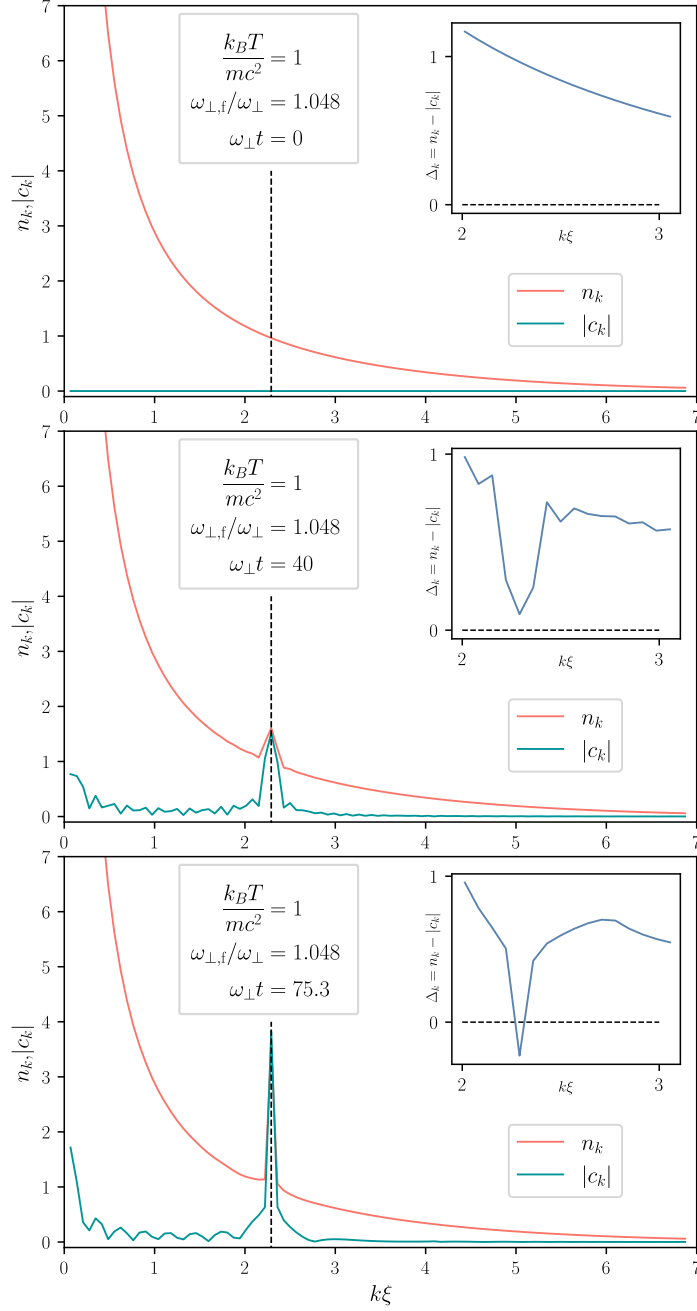 7
6
5
4
3
2
1
0
n_k,|c_k|
k_BT/mc^2 = 1
ω_⊥,f/ω_⊥ = 1.048
ω_⊥t = 0
1
0
Δ_k = n_k − |c_k|
2 3
kξ
n_k
|c_k|
0 1 2 3 4 5 6 7
7
6
5
4
3
2
1
0
n_k,|c_k|
k_BT/mc^2 = 1
ω_⊥,f/ω_⊥ = 1.048
ω_⊥t = 40
1
0
Δ_k = n_k − |c_k|
2 3
kξ
n_k
|c_k|
0 1 2 3 4 5 6 7
7
6
5
4
3
2
1
0
n_k,|c_k|
k_BT/mc^2 = 1
ω_⊥,f/ω_⊥ = 1.048
ω_⊥t = 75.3
1
0
Δ_k = n_k − |c_k|
2 3
kξ
n_k
|c_k|
0 1 2 3 4 5 6 7
kξ